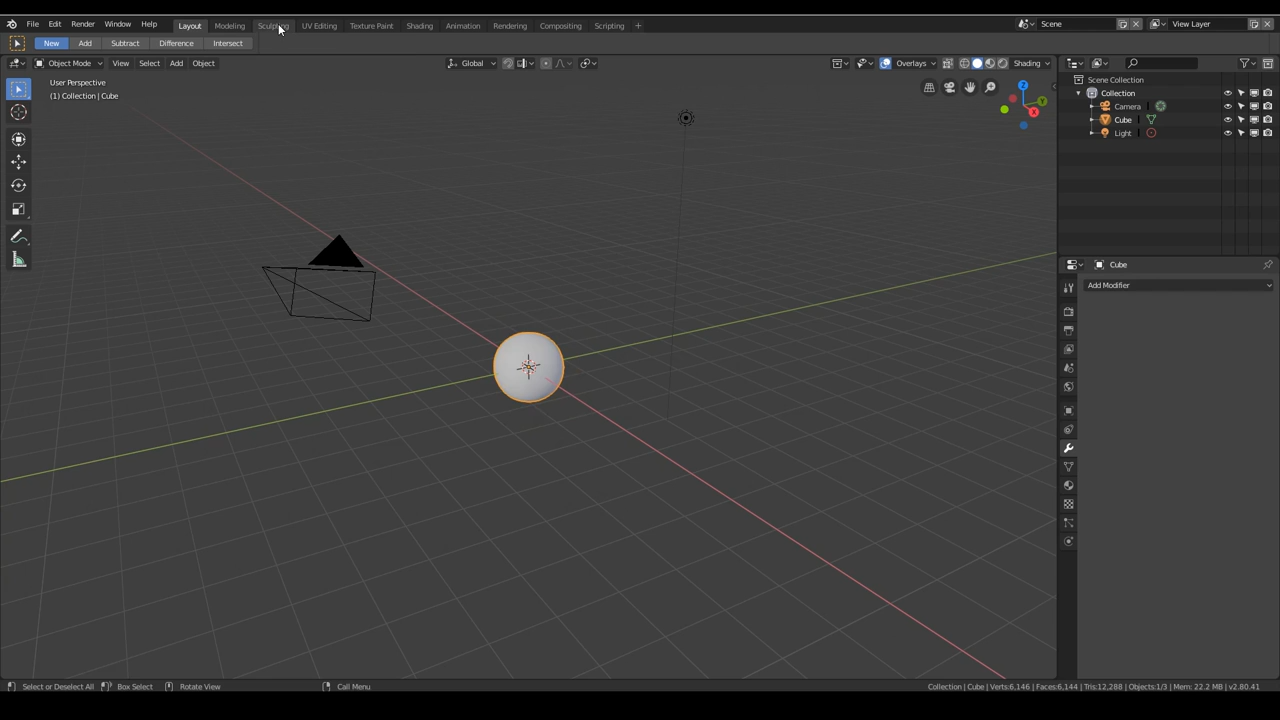 File Edit Render Window Help Layout Modeling Sculpting UV Editing Texture Paint Shading Animation Rendering Compositing Scripting + Scene View Layer
New Add Subtract Difference Intersect
Object Mode View Select Add Object Global Overlays Shading
User Perspective
(1) Collection | Cube
Z
Y
X
Scene Collection
Collection
Camera
Cube
Light
Cube
Add Modifier
Select or Deselect All Box Select Rotate View Call Menu Collection | Cube | Verts:6,146 | Faces:6,144 | Tris:12,288 | Objects:1/3 | Mem: 22.2 MB | v2.80.41